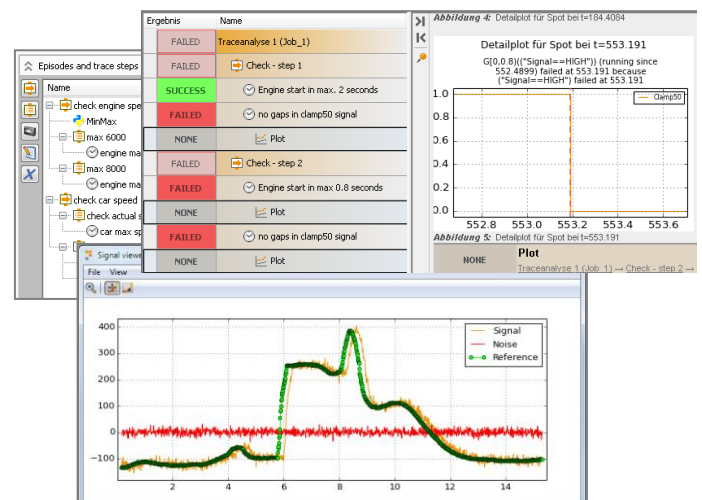 Episodes and trace steps
Name
check engine spe
MinMax
max 6000
engine ma
max 8000
engine ma
check car speed
check actual s
car max sp
Ergebnis Name
FAILED Traceanalyse 1 (Job_1)
FAILED Check - step 1
SUCCESS Engine start in max. 2 seconds
FAILED no gaps in clamp50 signal
NONE Plot
FAILED Check - step 2
FAILED Engine start in max 0.8 seconds
NONE Plot
FAILED no gaps in clamp50 signal
NONE Plot
Abbildung 4: Detailplot für Spot bei t=184.4084
Detailplot für Spot bei t=553.191
G[0,0.8)(("Signal==HIGH")) (running since
552.4899) failed at 553.191 because
("Signal==HIGH") failed at 553.191
Clamp50
1.0
0.8
0.6
0.4
0.2
0.0
552.8 553.0 553.2 553.4 553.6
Abbildung 5: Detailplot für Spot bei t=553.191
NONE Plot
Traceanalyse 1 (Job_1) → Check - step 2 →
Signal viewe
File View
Signal
Noise
Reference
400
300
200
100
0
−100
2 4 6 8 10 12 14